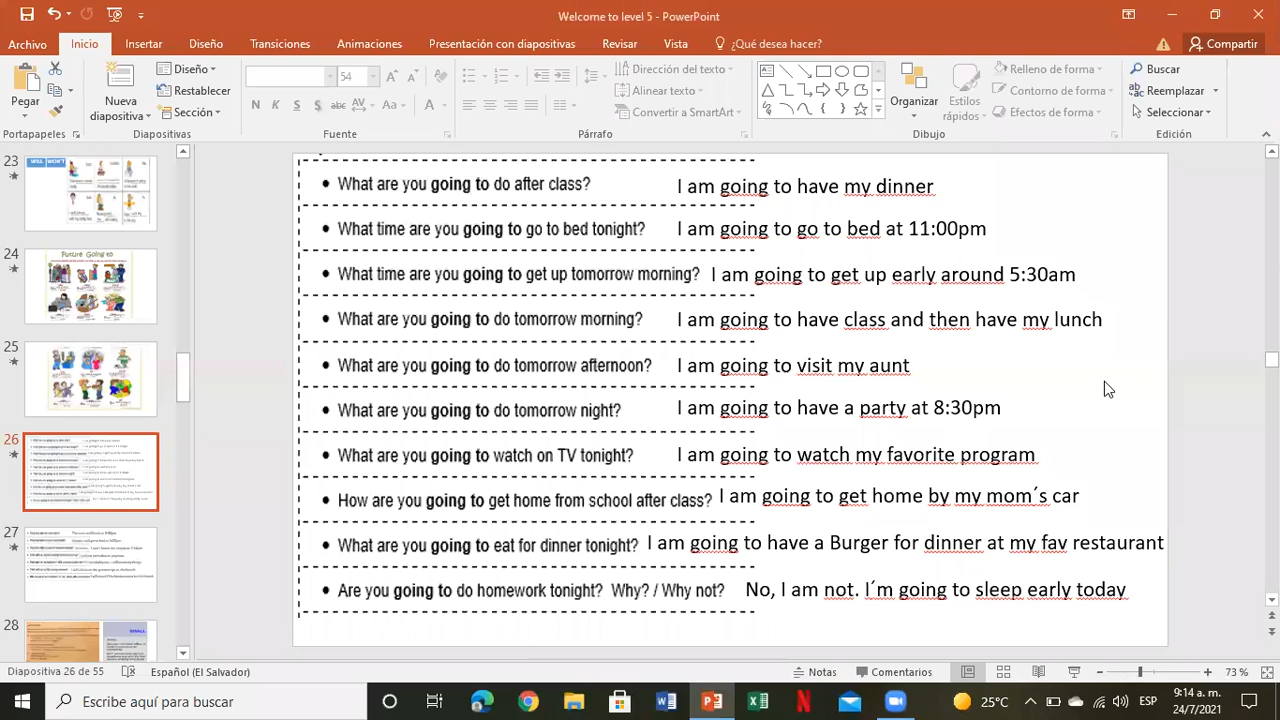 Welcome to level 5 - PowerPoint
Archivo Inicio Insertar Diseño Transiciones Animaciones Presentación con diapositivas Revisar Vista ¿Qué desea hacer? Compartir
Pegar
Nueva diapositiva
Diseño
Restablecer
Sección
54
N K S S abc AV Aa A
Dirección del texto
Alinear texto
Convertir a SmartArt
Organizar
Estilos rápidos
Relleno de forma
Contorno de forma
Efectos de forma
Buscar
Reemplazar
Seleccionar
Portapapeles Diapositivas Fuente Párrafo Dibujo Edición
23
WILL WON'T
24
Future Going to
25
26
27
28
SMALL
• What are you going to do after class? I am going to have my dinner
• What time are you going to go to bed tonight? I am going to go to bed at 11:00pm
• What time are you going to get up tomorrow morning? I am going to get up early around 5:30am
• What are you going to do tomorrow morning? I am going to have class and then have my lunch
• What are you going to do tomorrow afternoon? I am going to visit my aunt
• What are you going to do tomorrow night? I am going to have a party at 8:30pm
• What are you going to watch on TV tonight? I am going to watch my favorite program
• How are you going to get home from school after class? I am going to get home by my mom´s car
• What are you going to eat for dinner tonight? I am going to have a Burger for dinner at my fav restaurant
• Are you going to do homework tonight? Why? / Why not? No, I am not. I´m going to sleep early today
Diapositiva 26 de 55 Español (El Salvador) Notas Comentarios 73 %
Escribe aquí para buscar 25°C ESP 9:14 a. m.
24/7/2021